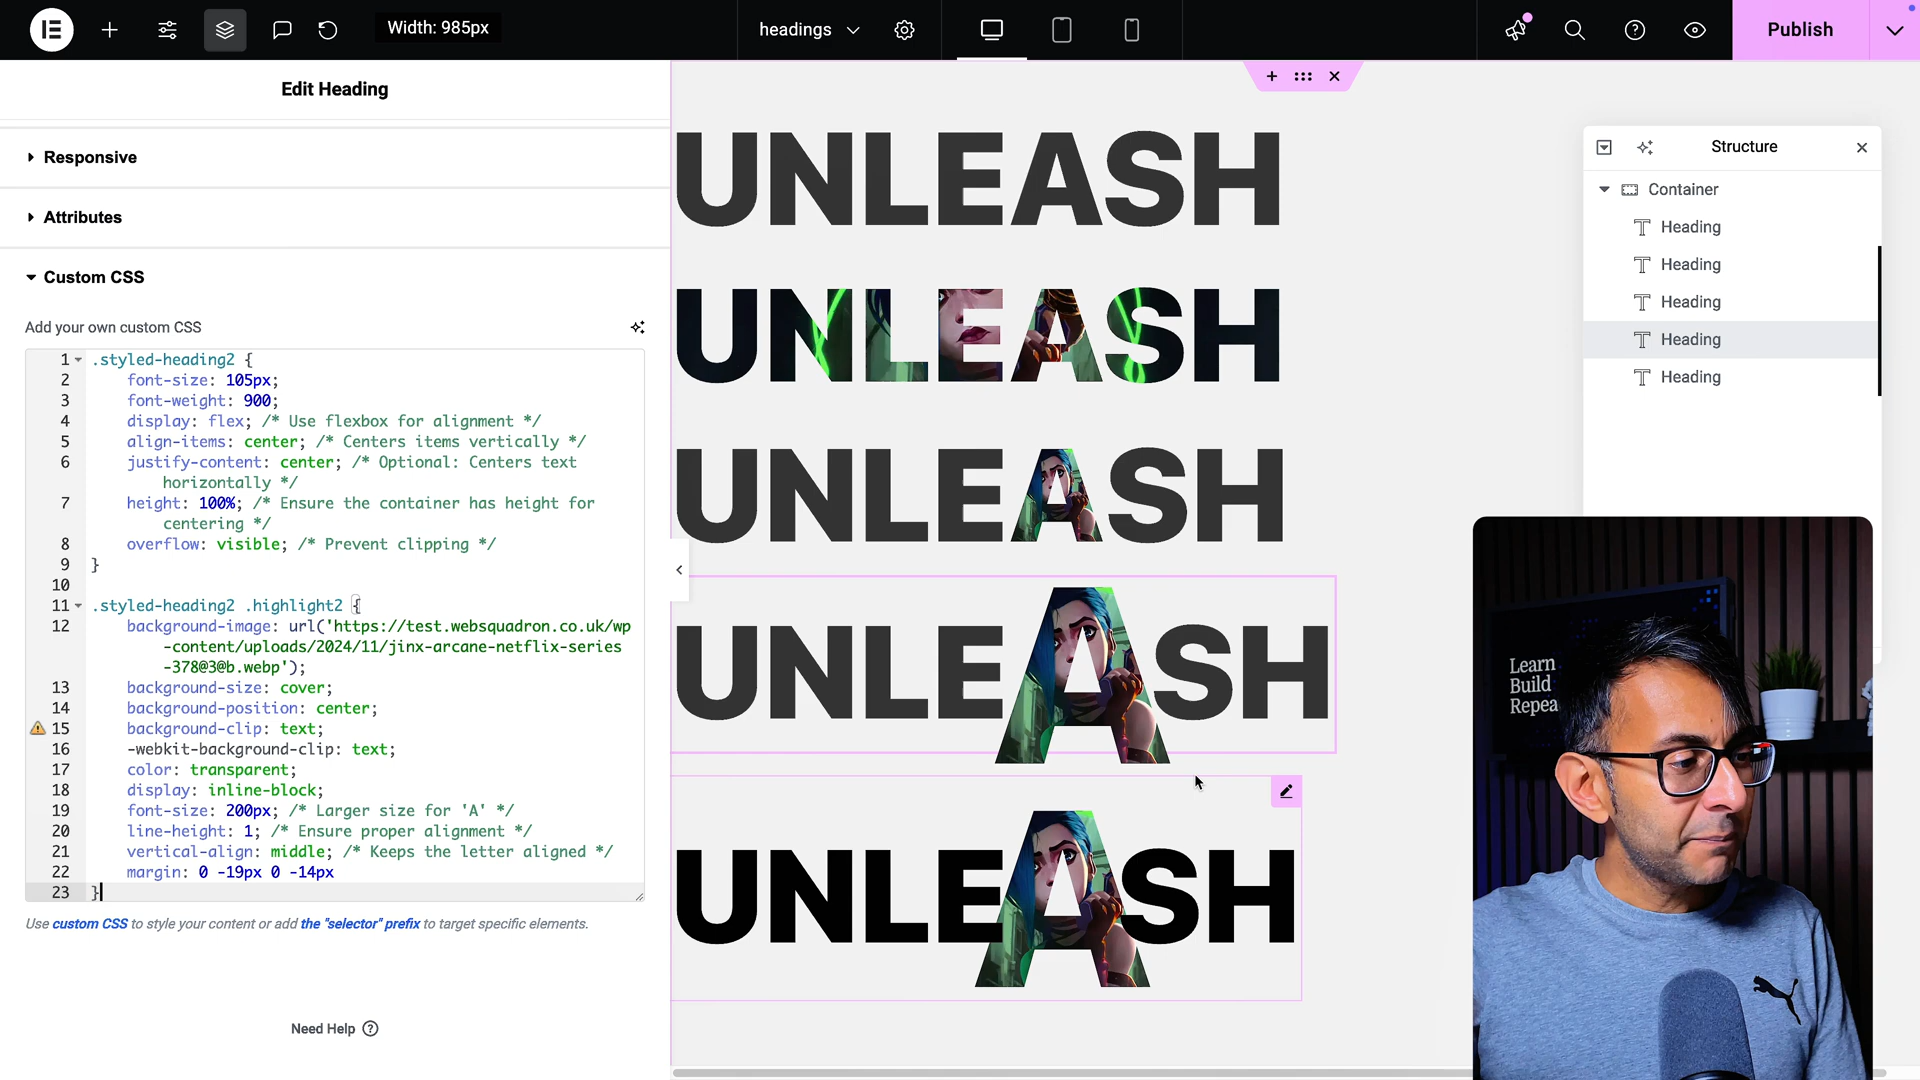 Width: 985px
headings
Publish
Edit Heading
Responsive
Attributes
Custom CSS
Add your own custom CSS
1 .styled-heading2 {
2 font-size: 105px;
3 font-weight: 900;
4 display: flex; /* Use flexbox for alignment */
5 align-items: center; /* Centers items vertically */
6 justify-content: center; /* Optional: Centers text
horizontally */
7 height: 100%; /* Ensure the container has height for
centering */
8 overflow: visible; /* Prevent clipping */
9 }
10
11 .styled-heading2 .highlight2 {
12 background-image: url('https://test.websquadron.co.uk/wp
-content/uploads/2024/11/jinx-arcane-netflix-series
-378@3@b.webp');
13 background-size: cover;
14 background-position: center;
15 background-clip: text;
16 -webkit-background-clip: text;
17 color: transparent;
18 display: inline-block;
19 font-size: 200px; /* Larger size for 'A' */
20 line-height: 1; /* Ensure proper alignment */
21 vertical-align: middle; /* Keeps the letter aligned */
22 margin: 0 -19px 0 -14px
23 }
Use custom CSS to style your content or add the "selector" prefix to target specific elements.
Need Help
UNLEASH
UNLEASH
UNLEASH
UNLEASH
UNLEASH
Structure
Container
Heading
Heading
Heading
Heading
Heading
Learn
Build
Repea